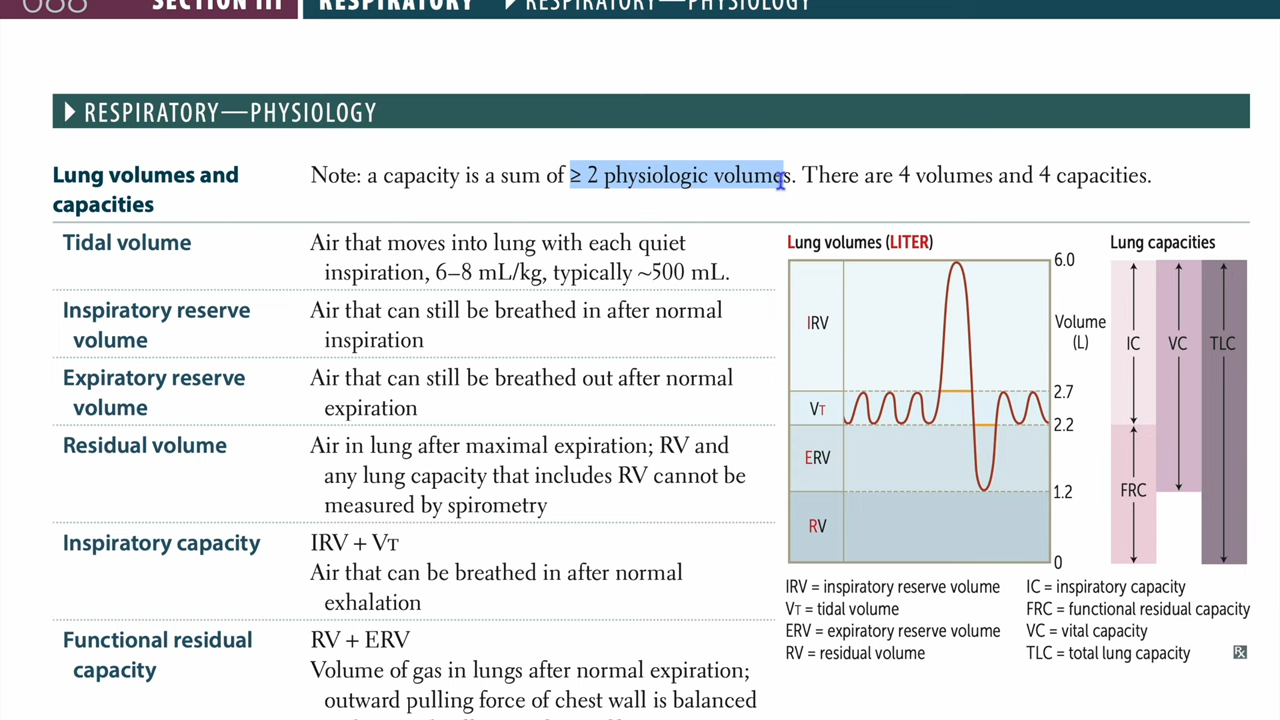 688 SECTION III RESPIRATORY ▶ RESPIRATORY—PHYSIOLOGY
▶ RESPIRATORY—PHYSIOLOGY
Lung volumes and
capacities
Note: a capacity is a sum of ≥ 2 physiologic volumes. There are 4 volumes and 4 capacities.
Tidal volume
Air that moves into lung with each quiet
inspiration, 6–8 mL/kg, typically ~500 mL.
Inspiratory reserve
volume
Air that can still be breathed in after normal
inspiration
Expiratory reserve
volume
Air that can still be breathed out after normal
expiration
Residual volume
Air in lung after maximal expiration; RV and
any lung capacity that includes RV cannot be
measured by spirometry
Inspiratory capacity
IRV + VT
Air that can be breathed in after normal
exhalation
Functional residual
capacity
RV + ERV
Volume of gas in lungs after normal expiration;
outward pulling force of chest wall is balanced
Lung volumes (LITER)
Lung capacities
IRV
VT
ERV
RV
6.0
Volume
(L)
2.7
2.2
1.2
0
IC
VC
TLC
FRC
IRV = inspiratory reserve volume
VT = tidal volume
ERV = expiratory reserve volume
RV = residual volume
IC = inspiratory capacity
FRC = functional residual capacity
VC = vital capacity
TLC = total lung capacity